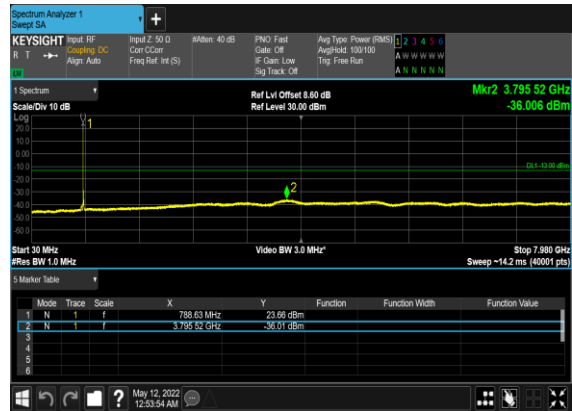 Spectrum Analyzer 1
Swept SA
+
KEYSIGHT Input: RF Input Z: 50 Ω #Atten: 40 dB PNO: Fast Avg Type: Power (RMS) 1 2 3 4 5 6
R T Coupling: DC Corr CCorr Gate: Off Avg|Hold: 100/100 A W W W W W
Align: Auto Freq Ref: Int (S) IF Gain: Low Trig: Free Run
Sig Track: Off A N N N N N
1 Spectrum Ref Lvl Offset 8.60 dB Mkr2 3.795 52 GHz
Scale/Div 10 dB Ref Level 30.00 dBm -36.006 dBm
Log
1
20.0
10.0
0.00
-10.0
DL1 -13.00 dBm
-20.0
-30.0
2
-40.0
-50.0
-60.0
Start 30 MHz Video BW 3.0 MHz* Stop 7.980 GHz
#Res BW 1.0 MHz Sweep ~14.2 ms (40001 pts)
5 Marker Table
Mode Trace Scale X Y Function Function Width Function Value
1 N 1 f 788.63 MHz 23.66 dBm
2 N 1 f 3.795 52 GHz -36.01 dBm
3
4
5
6
? May 12, 2022
12:53:54 AM